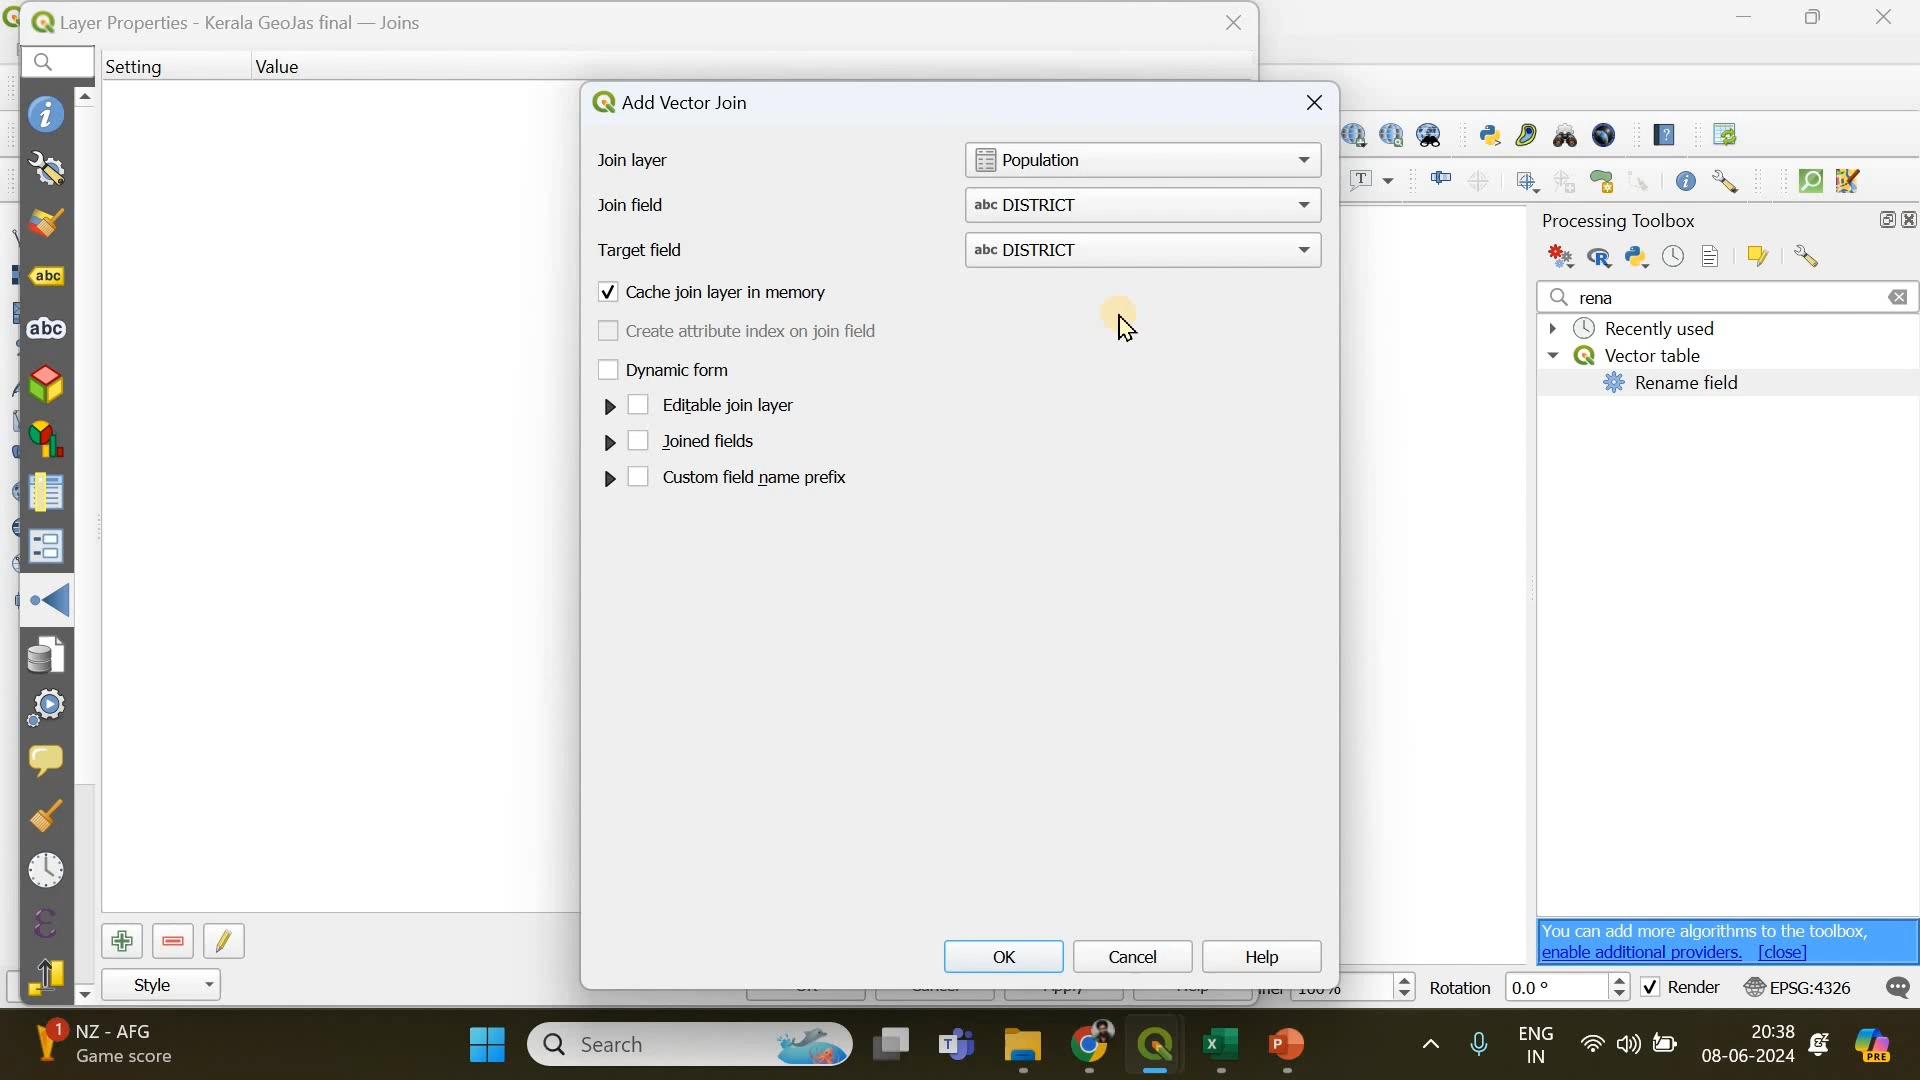 Layer Properties - Kerala GeoJas final — Joins
Setting
Value
Add Vector Join
Join layer
Population
Join field
abc DISTRICT
Target field
abc DISTRICT
Cache join layer in memory
Create attribute index on join field
Dynamic form
Editable join layer
Joined fields
Custom field name prefix
OK
Cancel
Help
abc
abc
Style
Processing Toolbox
rena
Recently used
Vector table
Rename field
You can add more algorithms to the toolbox,
enable additional providers. [close]
Rotation
0.0 °
Render
EPSG:4326
1
NZ - AFG
Game score
Search
ENG
IN
20:38
08-06-2024
PRE